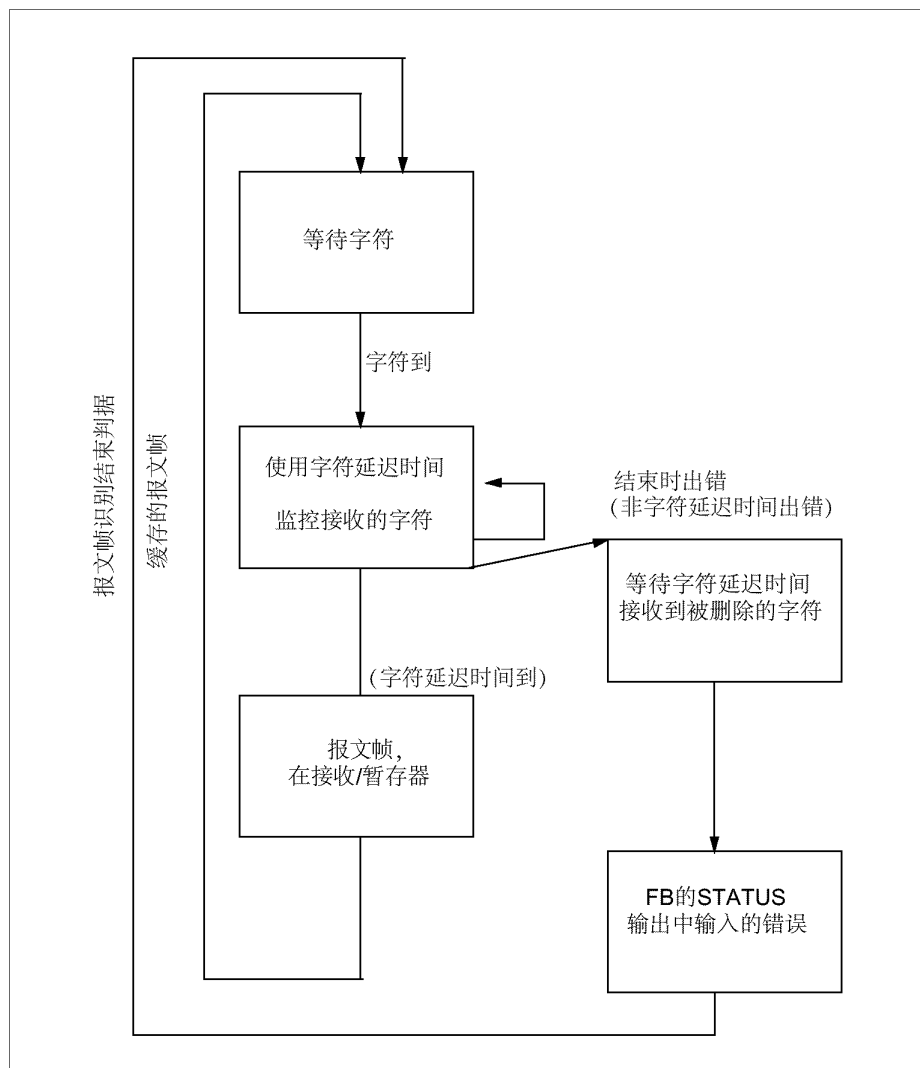 等待字符
字符到
使用字符延迟时间
监控接收的字符
结束时出错
(非字符延迟时间出错)
等待字符延迟时间
接收到被删除的字符
(字符延迟时间到)
报文帧,
在接收/暂存器
FB的STATUS
输出中输入的错误
报文帧识别结束判据
缓存的报文帧